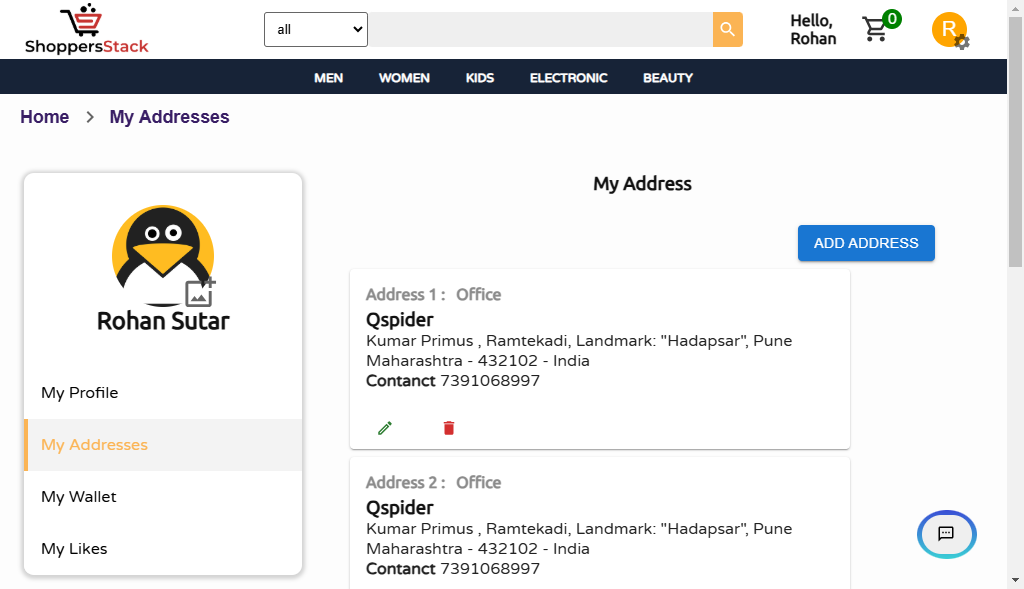 ShoppersStack
all
Hello,
Rohan
0
R
MEN WOMEN KIDS ELECTRONIC BEAUTY
Home > My Addresses
My Address
ADD ADDRESS
Rohan Sutar
My Profile
My Addresses
My Wallet
My Likes
Address 1 : Office
Qspider
Kumar Primus , Ramtekadi, Landmark: "Hadapsar", Pune
Maharashtra - 432102 - India
Contanct 7391068997
Address 2 : Office
Qspider
Kumar Primus , Ramtekadi, Landmark: "Hadapsar", Pune
Maharashtra - 432102 - India
Contanct 7391068997